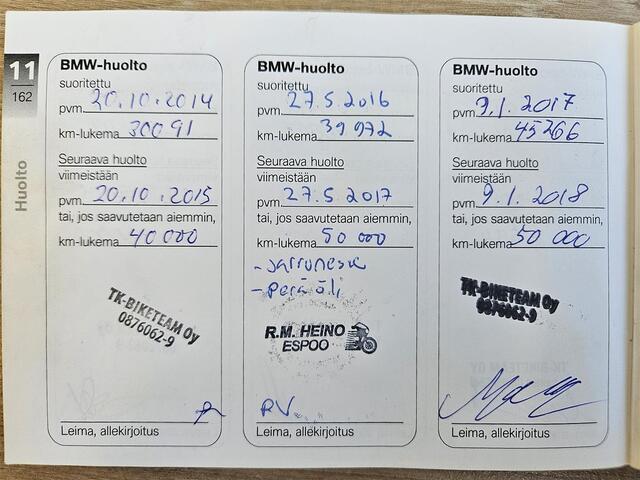 11
162
Huolto
BMW-huolto
suoritettu
pvm. 20.10.2014
km-lukema 30091
Seuraava huolto
viimeistään
pvm. 20.10.2015
tai, jos saavutetaan aiemmin,
km-lukema 40 000
TK-BIKETEAM Oy
0876062-9
Leima, allekirjoitus
BMW-huolto
suoritettu
pvm. 27.5.2016
km-lukema 39972
Seuraava huolto
viimeistään
pvm. 27.5.2017
tai, jos saavutetaan aiemmin,
km-lukema 50 000
- Jarruneste
- perä öli
R.M. HEINO
ESPOO
RV.
Leima, allekirjoitus
BMW-huolto
suoritettu
pvm. 9.1.2017
km-lukema 45266
Seuraava huolto
viimeistään
pvm. 9.1.2018
tai, jos saavutetaan aiemmin,
km-lukema 50 000
TK-BIKETEAM Oy
0876062-9
Leima, allekirjoitus